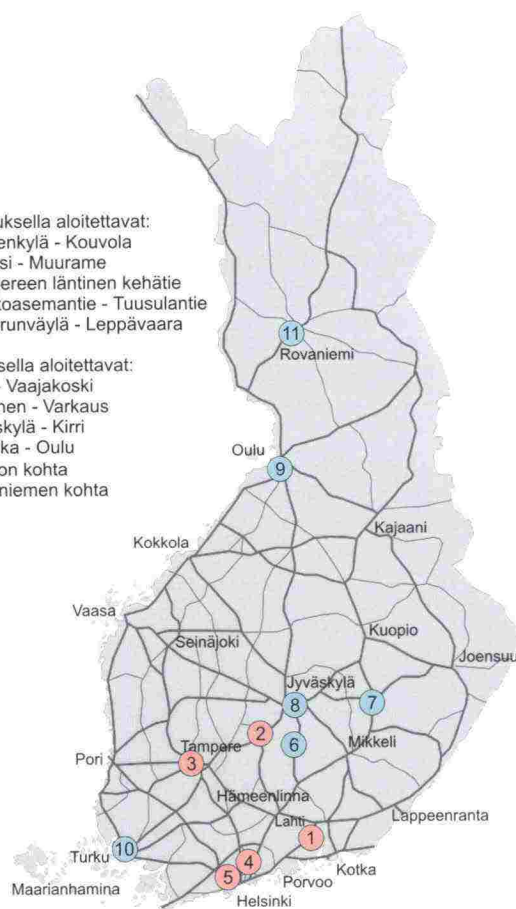 uksella aloitettavat:
enkylä - Kouvola
si - Muurame
ereen läntinen kehätie
toasemantie - Tuusulantie
runväylä - Leppävaara
sella aloitettavat:
- Vaajakoski
nen - Varkaus
skylä - Kirri
ka - Oulu
on kohta
niemen kohta
11
Rovaniemi
Oulu
9
Kajaani
Kokkola
Vaasa
Seinäjoki
Kuopio
Joensuu
Jyväskylä
8
7
2
6
Mikkeli
Tampere
3
Pori
Hämeenlinna
Lahti
1
Lappeenranta
10
Turku
4
5
Porvoo
Kotka
Maarianhamina
Helsinki